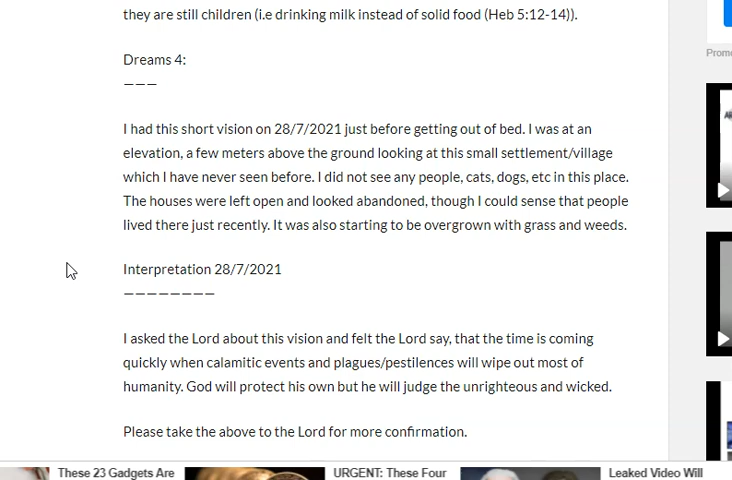 they are still children (i.e drinking milk instead of solid food (Heb 5:12-14)).
Dreams 4:
———
I had this short vision on 28/7/2021 just before getting out of bed. I was at an
elevation, a few meters above the ground looking at this small settlement/village
which I have never seen before. I did not see any people, cats, dogs, etc in this place.
The houses were left open and looked abandoned, though I could sense that people
lived there just recently. It was also starting to be overgrown with grass and weeds.
Interpretation 28/7/2021
————————
I asked the Lord about this vision and felt the Lord say, that the time is coming
quickly when calamitic events and plagues/pestilences will wipe out most of
humanity. God will protect his own but he will judge the unrighteous and wicked.
Please take the above to the Lord for more confirmation.
These 23 Gadgets Are
URGENT: These Four
Leaked Video Will